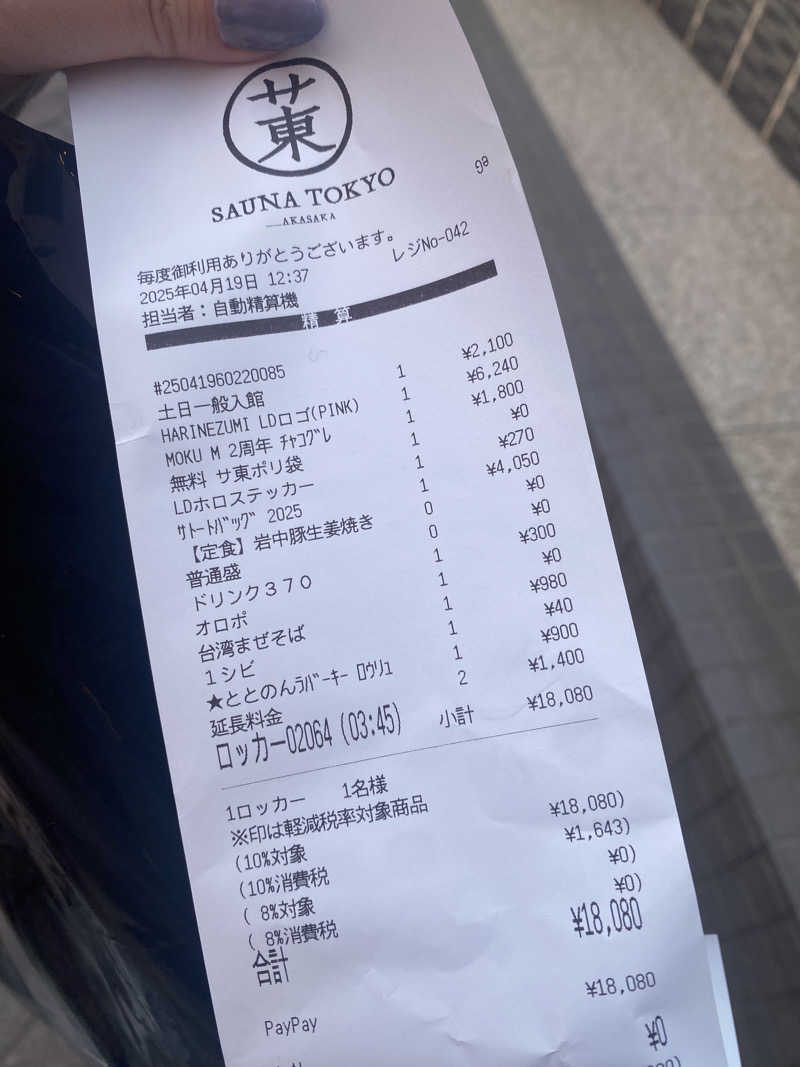 東
SAUNA TOKYO
AKASAKA
毎度御利用ありがとうございます。
2025年04月19日 12:37 レジNo-042
担当者：自動精算機
精 算
#25041960220085
土日一般入館 1 ¥2,100
HARINEZUMI LDロゴ(PINK) 1 ¥6,240
MOKU M 2周年 ﾁｬｺｸﾞﾚ 1 ¥1,800
無料 サ東ポリ袋 1 ¥0
LDホロステッカー 1 ¥270
ｻﾄｰﾄﾊﾞｯｸﾞ 2025 1 ¥4,050
【定食】岩中豚生姜焼き 0 ¥0
普通盛 0 ¥0
ドリンク３７０ 1 ¥300
オロポ 1 ¥0
台湾まぜそば 1 ¥980
１シビ 1 ¥40
★ととのんﾗﾊﾞｰｷｰ ﾛｳﾘｭ 1 ¥900
延長料金 2 ¥1,400
ロッカー02064 (03:45) 小計 ¥18,080
1ロッカー 1名様
※印は軽減税率対象商品
(10%対象 ¥18,080)
(10%消費税 ¥1,643)
( 8%対象 ¥0)
( 8%消費税 ¥0)
合計 ¥18,080
PayPay ¥18,080
¥0